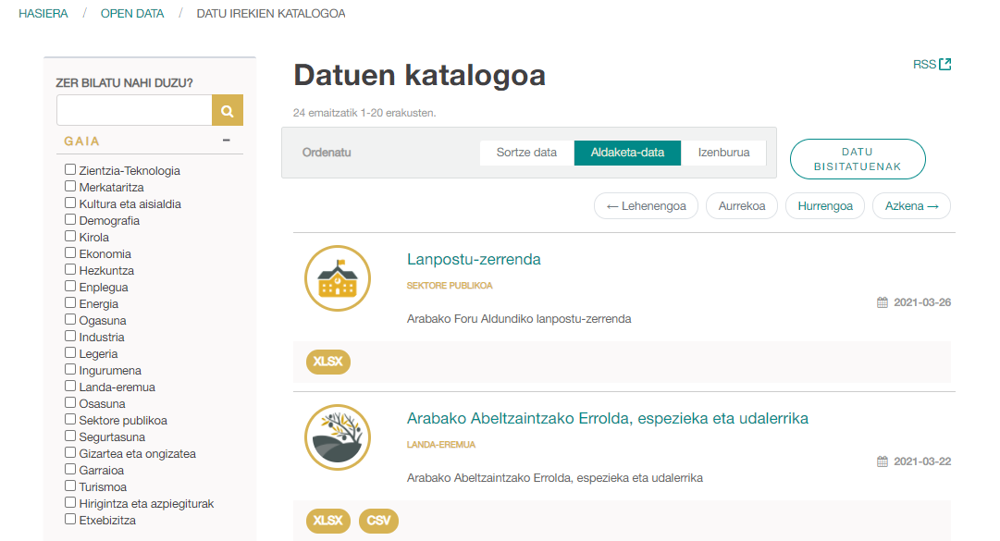 HASIERA / OPEN DATA / DATU IREKIEN KATALOGOA
ZER BILATU NAHI DUZU?
GAIA −
Zientzia-Teknologia
Merkataritza
Kultura eta aisialdia
Demografia
Kirola
Ekonomia
Hezkuntza
Enplegua
Energia
Ogasuna
Industria
Legeria
Ingurumena
Landa-eremua
Osasuna
Sektore publikoa
Segurtasuna
Gizartea eta ongizatea
Garraioa
Turismoa
Hirigintza eta azpiegiturak
Etxebizitza
Datuen katalogoa
RSS
24 emaitzatik 1-20 erakusten.
Ordenatu Sortze data Aldaketa-data Izenburua
DATU
BISITATUENAK
← Lehenengoa Aurrekoa Hurrengoa Azkena →
Lanpostu-zerrenda
SEKTORE PUBLIKOA
2021-03-26
Arabako Foru Aldundiko lanpostu-zerrenda
XLSX
Arabako Abeltzaintzako Errolda, espezieka eta udalerrika
LANDA-EREMUA
2021-03-22
Arabako Abeltzaintzako Errolda, espezieka eta udalerrika
XLSX CSV